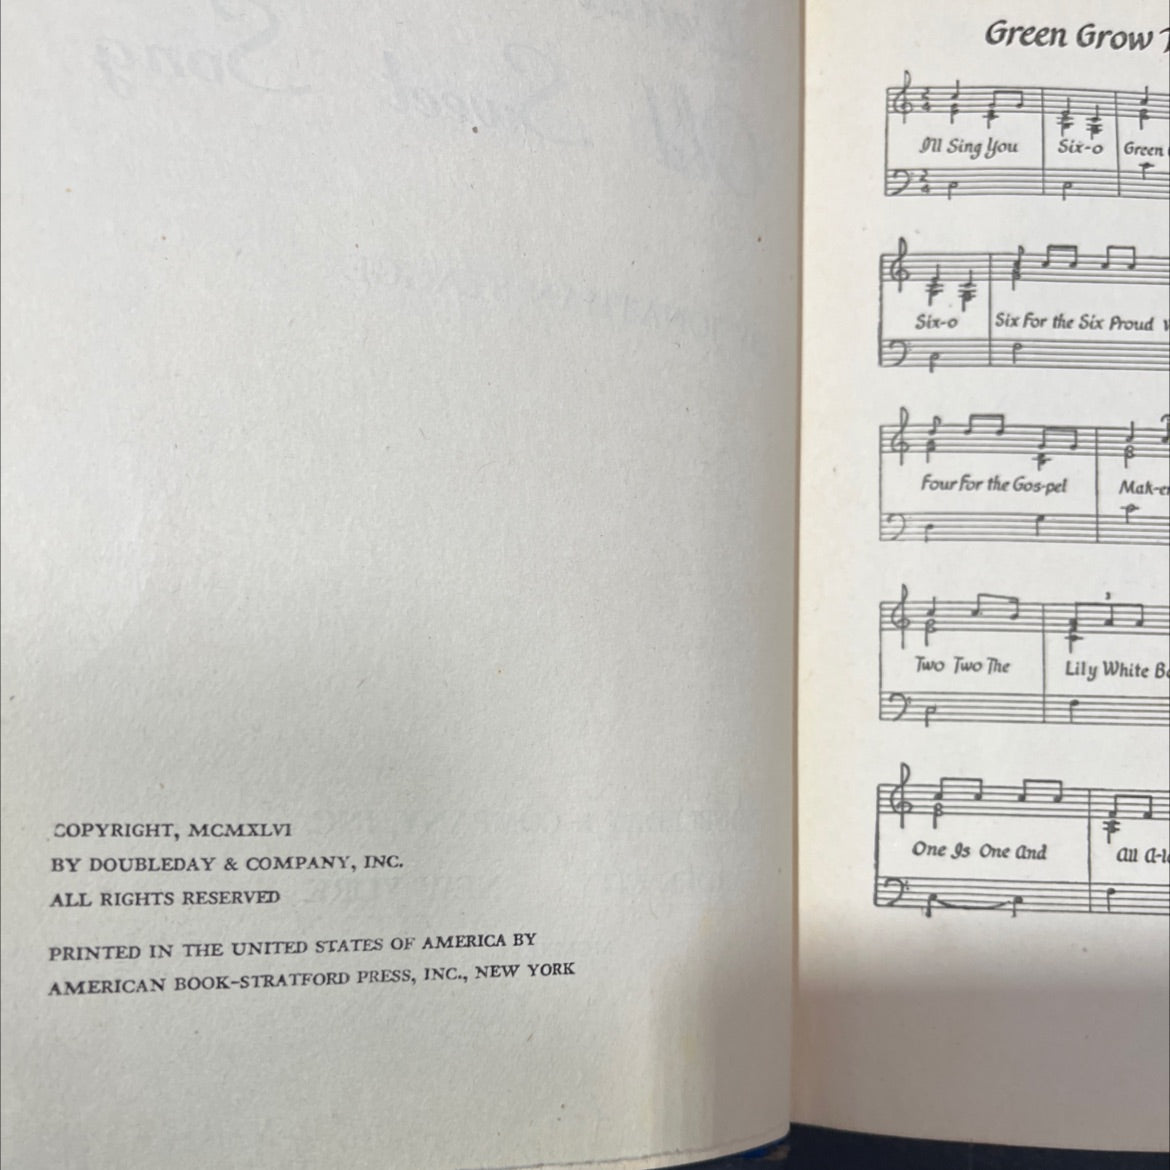 COPYRIGHT, MCMXLVI
BY DOUBLEDAY & COMPANY, INC.
ALL RIGHTS RESERVED
PRINTED IN THE UNITED STATES OF AMERICA BY
AMERICAN BOOK–STRATFORD PRESS, INC., NEW YORK
Green Grow
I'll Sing You Six-o Green
Six-o Six For the Six Proud
Four For the Gos-pel Mak-e
Two Two The Lily White B
One Is One And All A-l